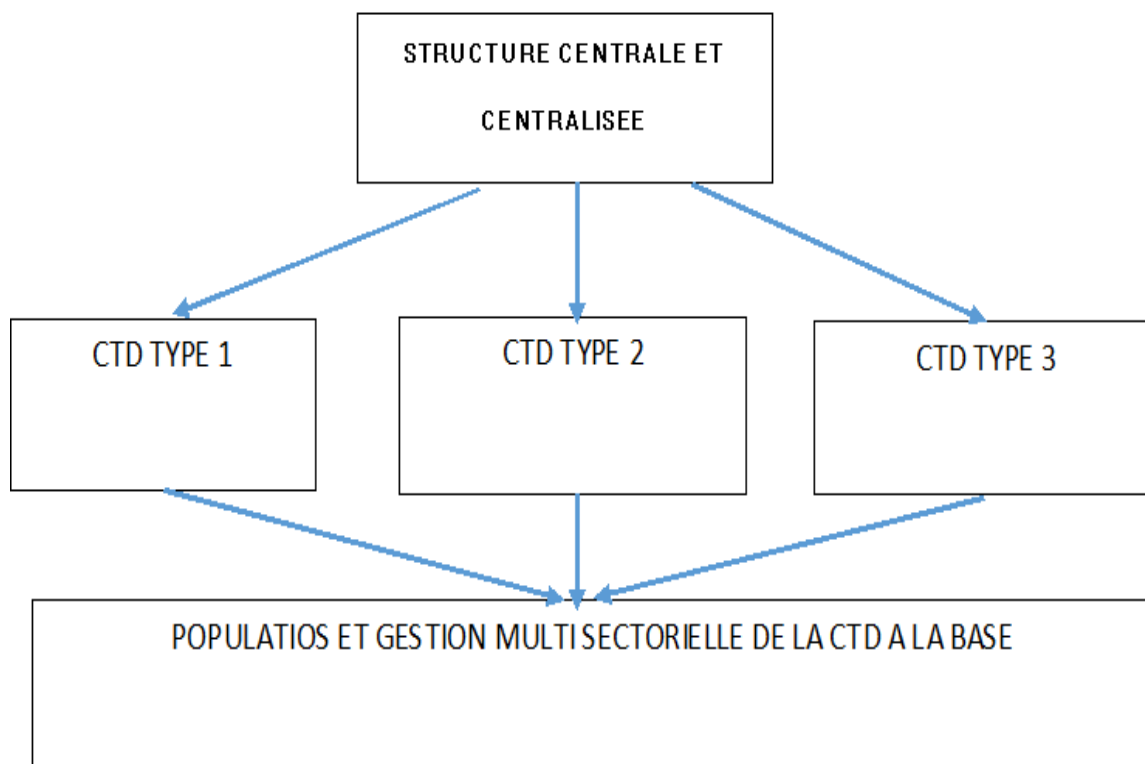 STRUCTURE CENTRALE ET
CENTRALISEE
CTD TYPE 1
CTD TYPE 2
CTD TYPE 3
POPULATIOS ET GESTION MULTI SECTORIELLE DE LA CTD A LA BASE